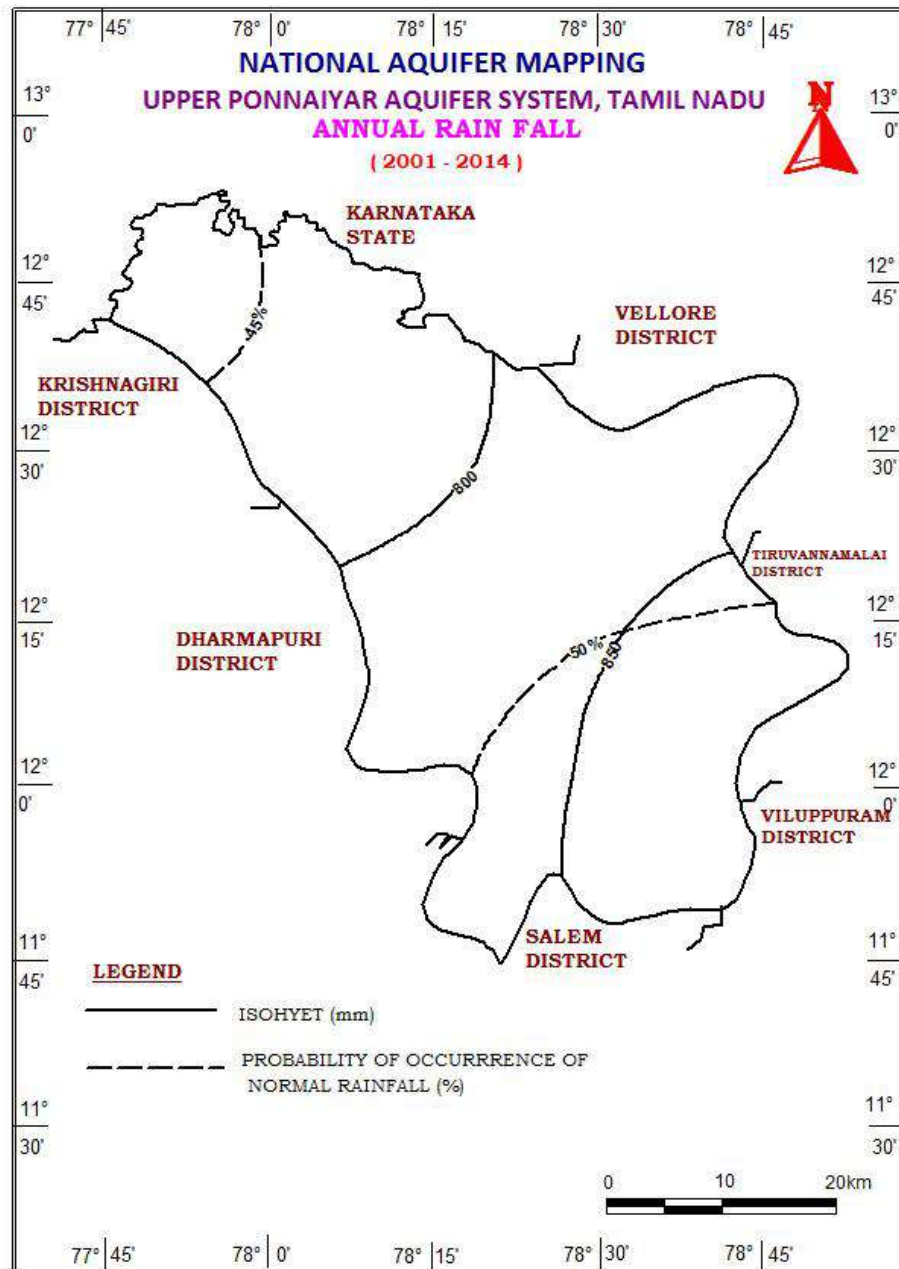 77° 45'
78° 0'
78° 15'
78° 30'
78° 45'
NATIONAL AQUIFER MAPPING
UPPER PONNAIYAR AQUIFER SYSTEM, TAMIL NADU
ANNUAL RAIN FALL
( 2001 - 2014 )
N
13°
0'
13°
0'
KARNATAKA
STATE
12°
45'
12°
45'
VELLORE
DISTRICT
45%
KRISHNAGIRI
DISTRICT
12°
30'
12°
30'
800
TIRUVANNAMALAI
DISTRICT
12°
15'
12°
15'
DHARMAPURI
DISTRICT
50%
850
12°
0'
12°
0'
VILUPPURAM
DISTRICT
SALEM
DISTRICT
11°
45'
11°
45'
LEGEND
ISOHYET (mm)
PROBABILITY OF OCCURRRENCE OF
NORMAL RAINFALL (%)
11°
30'
11°
30'
0 10 20km
77° 45'
78° 0'
78° 15'
78° 30'
78° 45'